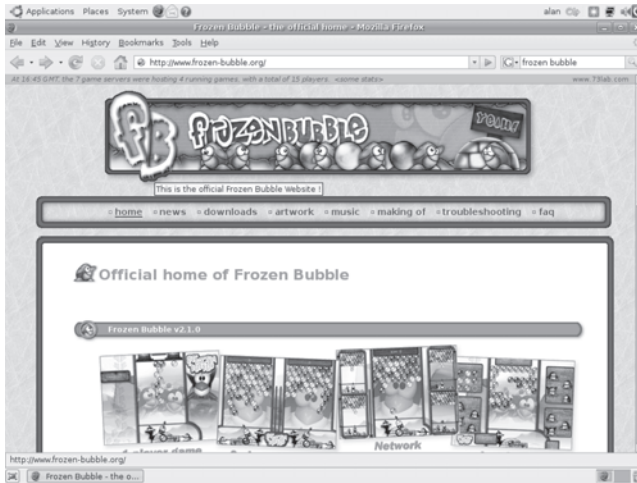 Applications Places System alan
Frozen Bubble - the official home - Mozilla Firefox
File Edit View History Bookmarks Tools Help
http://www.frozen-bubble.org/ frozen bubble
At 16:45 GMT, the 7 game servers were hosting 4 running games, with a total of 15 players. <some stats> www.73lab.com
FB FROZEN BUBBLE
This is the official Frozen Bubble Website !
home news downloads artwork music making of troubleshooting faq
Official home of Frozen Bubble
Frozen Bubble v2.1.0
1 player game
Network
http://www.frozen-bubble.org/
Frozen Bubble - the o...